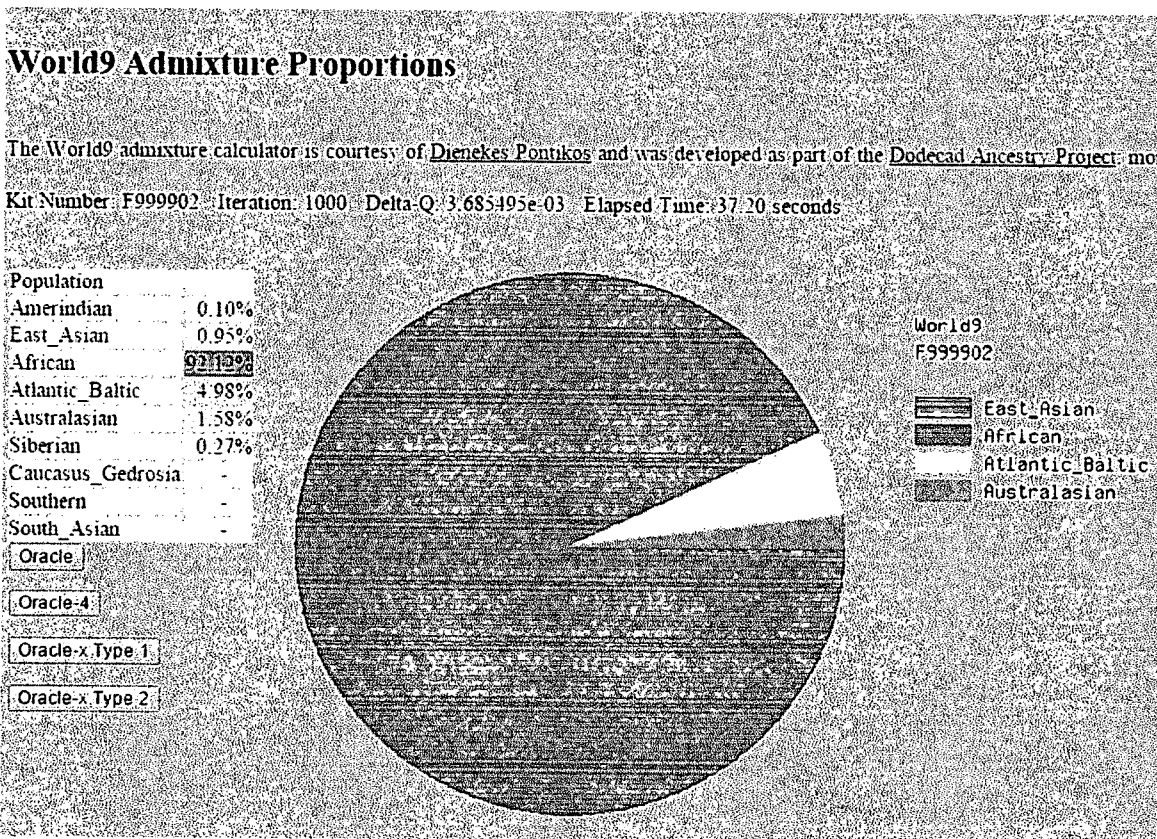 World9 Admixture Proportions
The World9 admixture calculator is courtesy of Dienekes Pontikos and was developed as part of the Dodecad Ancestry Project.
Kit Number: F999902 Iteration: 1000 Delta-Q: 3.685495e-03 Elapsed Time: 37.20 seconds
Population
Amerindian 0.10%
East_Asian 0.95%
African 92.12%
Atlantic_Baltic 4.98%
Australasian 1.58%
Siberian 0.27%
Caucasus_Gedrosia -
Southern -
South_Asian -
Oracle
Oracle-4
Oracle-x Type 1
Oracle-x Type 2
World9
F999902
East_Asian
African
Atlantic_Baltic
Australasian